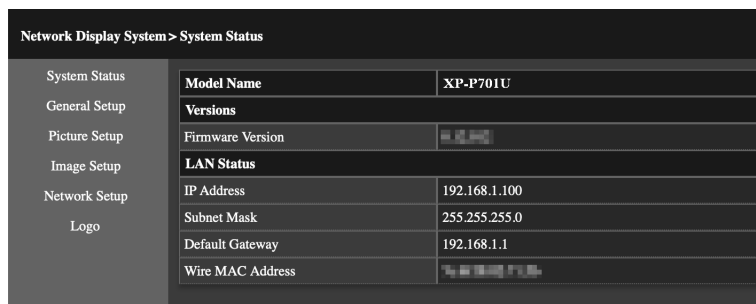 Network Display System> System Status
System Status
General Setup
Picture Setup
Image Setup
Network Setup
Logo
Model Name XP-P701U
Versions
Firmware Version
LAN Status
IP Address 192.168.1.100
Subnet Mask 255.255.255.0
Default Gateway 192.168.1.1
Wire MAC Address